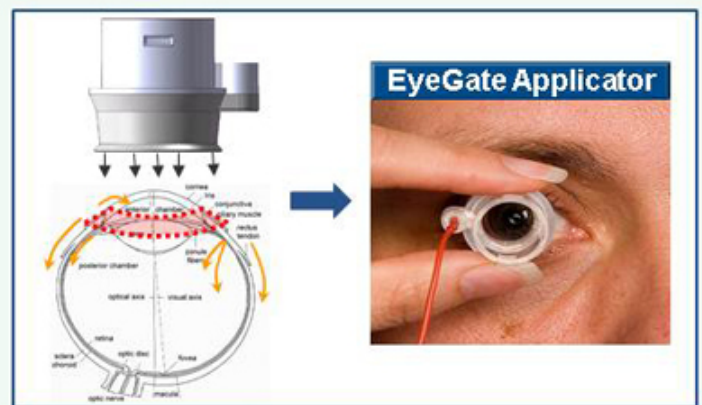 EyeGate Applicator
cornea
iris
conjunctiva
chamber
ciliary muscle
rectus
tendon
zonule
fibers
posterior chamber
optical axis
visual axis
retina
sclera
choroid
optic disc
fovea
optic nerve
macula